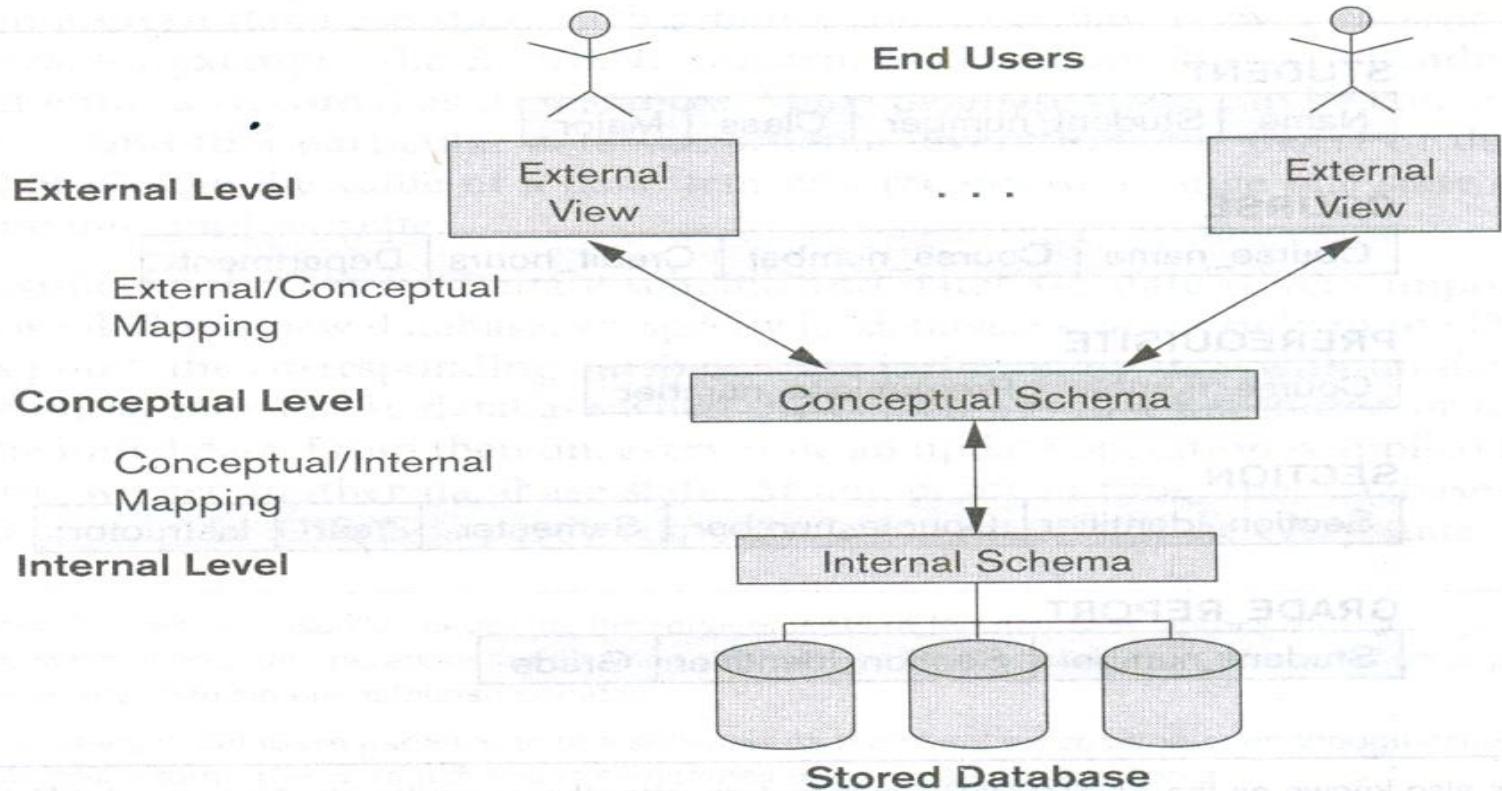 End Users
External
View
. . .
External
View
External Level
External/Conceptual
Mapping
Conceptual Level
Conceptual Schema
Conceptual/Internal
Mapping
Internal Level
Internal Schema
Stored Database